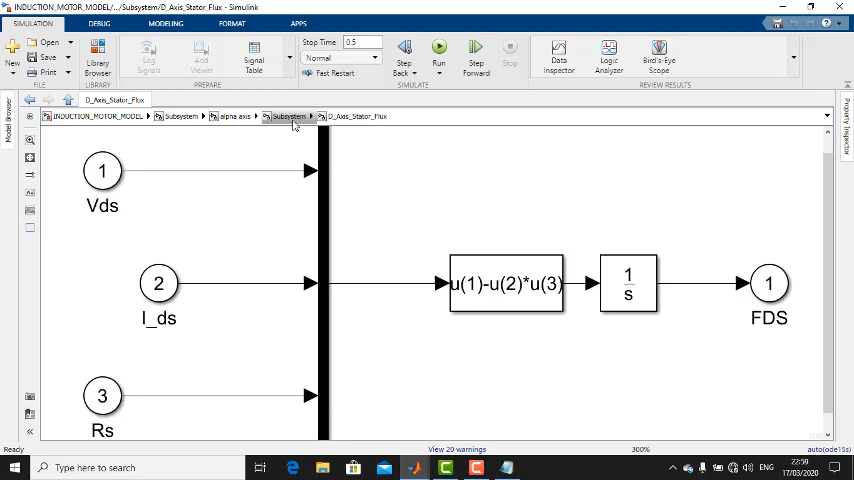 INDUCTION_MOTOR_MODEL/.../Subsystem/D_Axis_Stator_Flux - Simulink
SIMULATION DEBUG MODELING FORMAT APPS
New
Open
Save
Print
FILE
Library Browser
LIBRARY
Log Signals
Add Viewer
Signal Table
PREPARE
Stop Time 0.5
Normal
Fast Restart
Step Back
Run
Step Forward
Stop
SIMULATE
Data Inspector
Logic Analyzer
Bird's-Eye Scope
REVIEW RESULTS
D_Axis_Stator_Flux
INDUCTION_MOTOR_MODEL Subsystem alpha axis Subsystem D_Axis_Stator_Flux
Model Browser
Property Inspector
1
Vds
2
I_ds
3
Rs
u(1)-u(2)*u(3)
1
s
1
FDS
Ready View 20 warnings 300% auto(ode15s)
Type here to search
ENG
22:59
17/03/2020